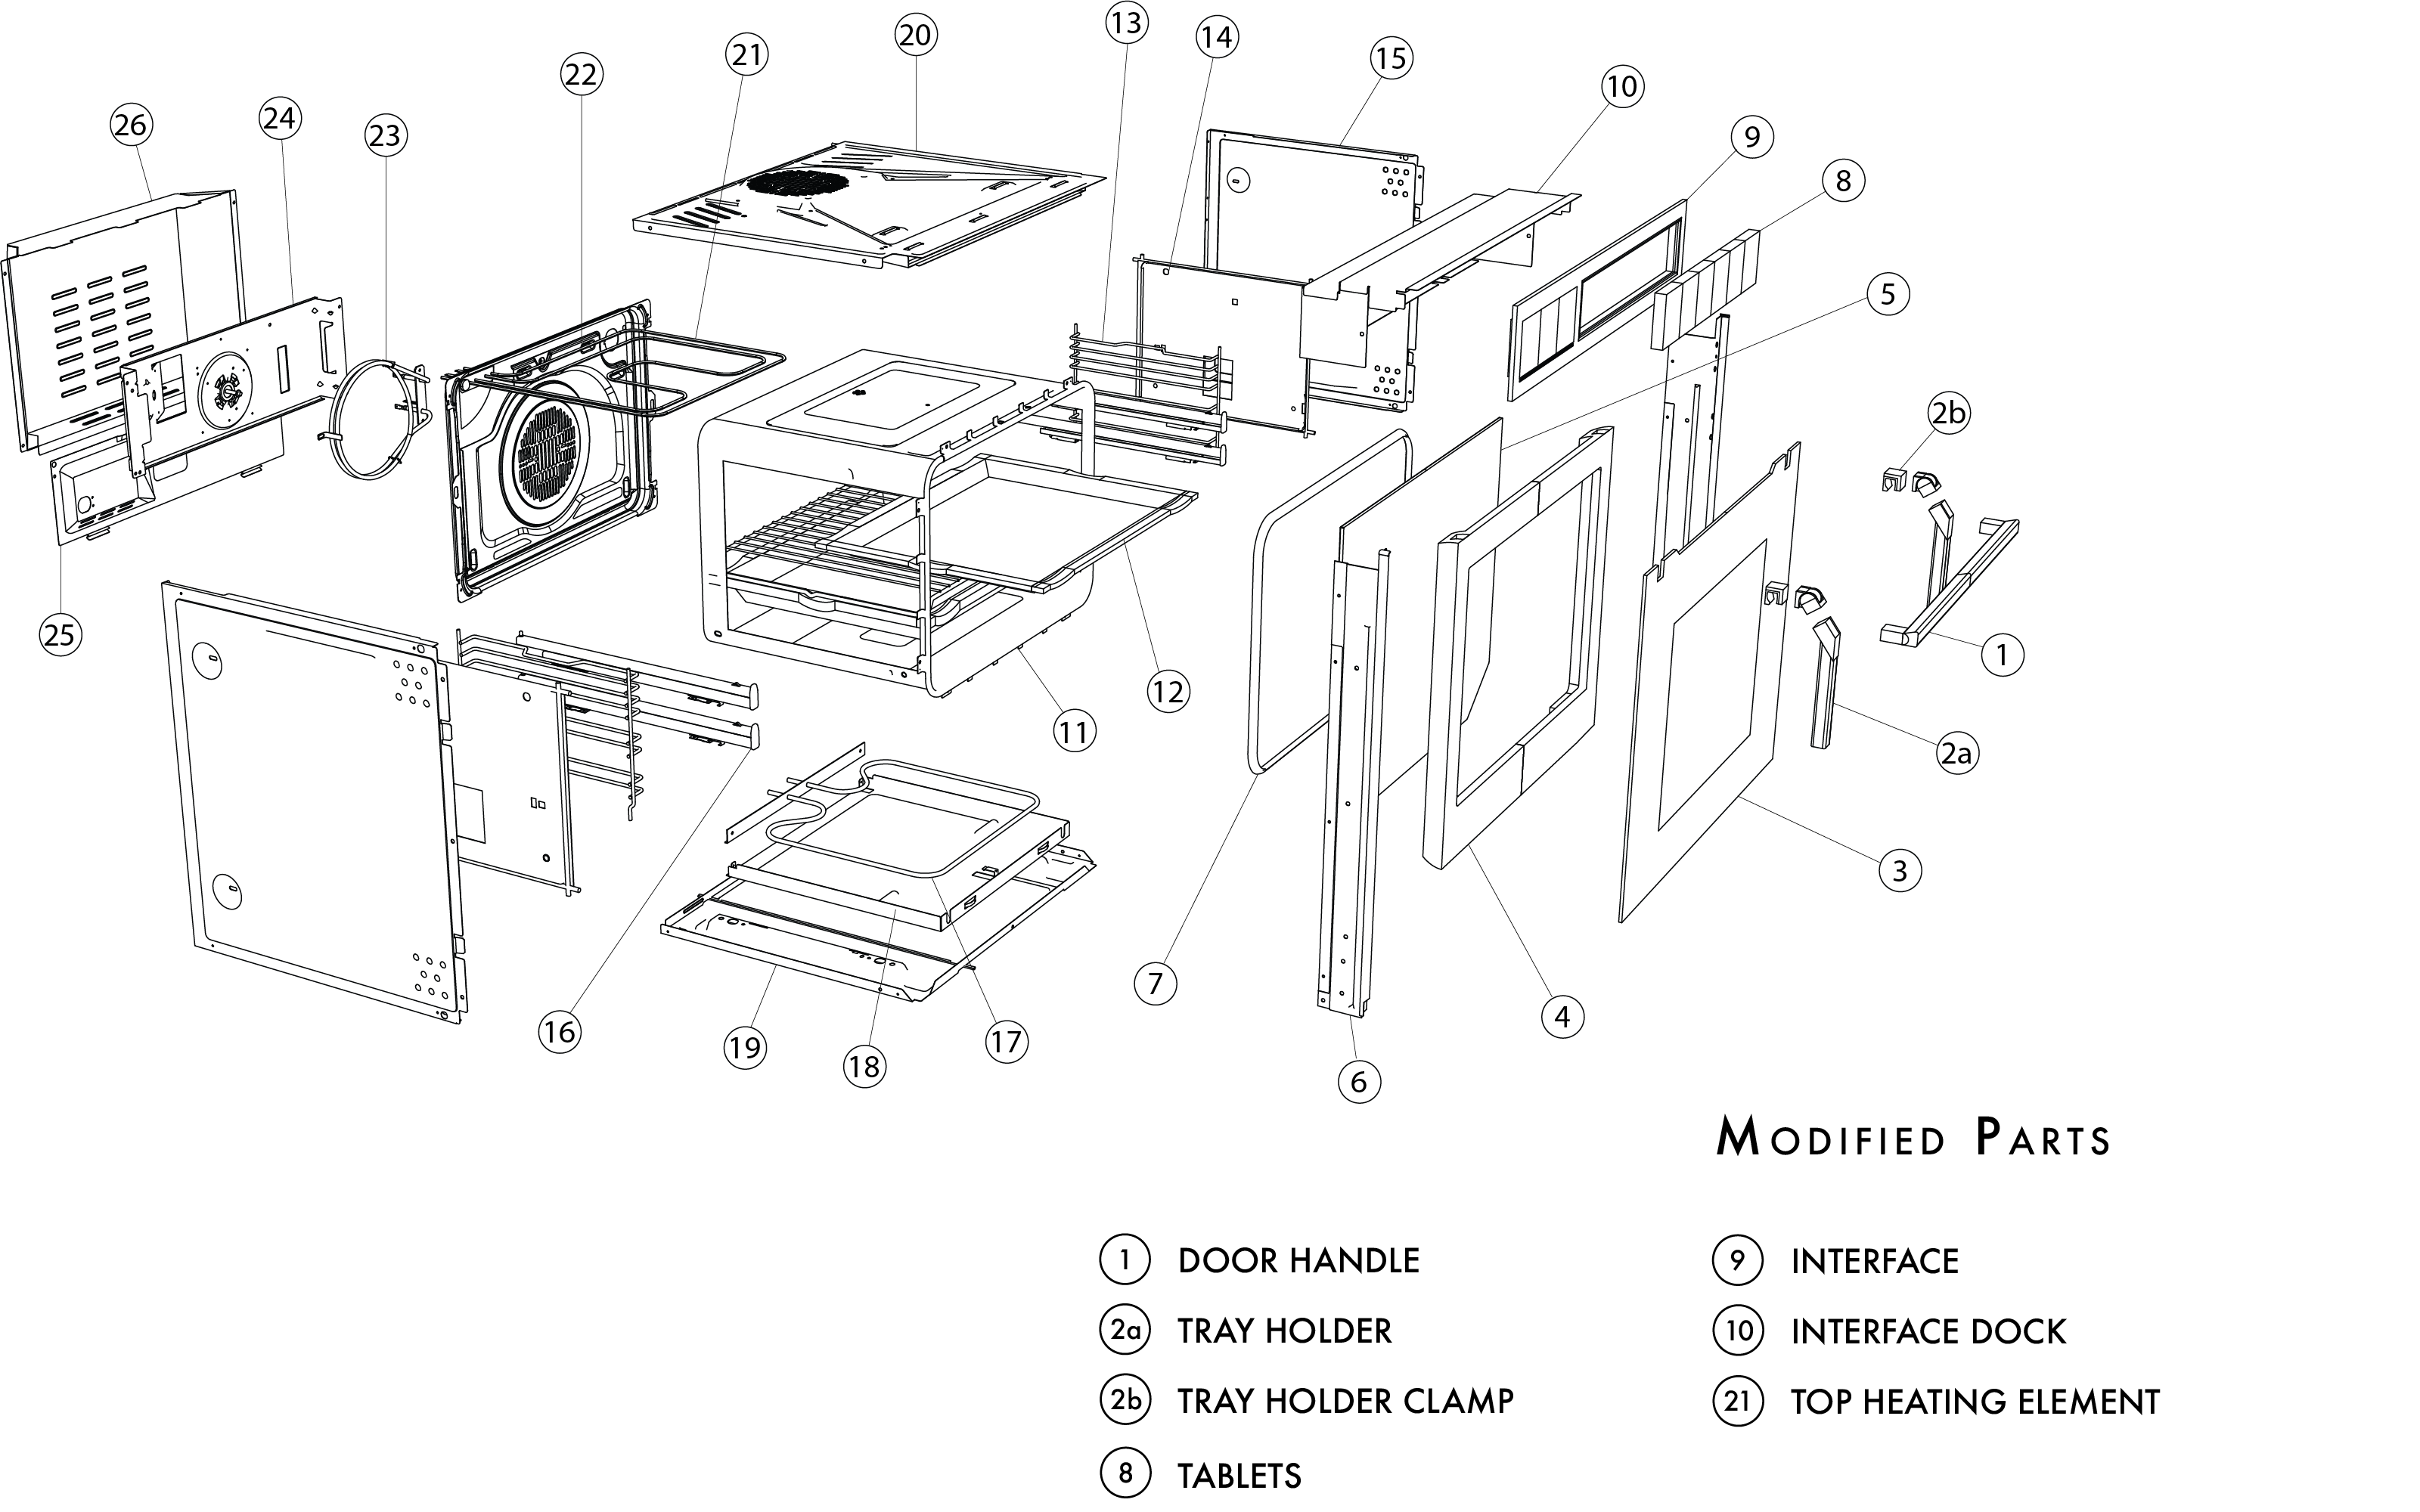 13
20
14
21
15
22
10
24
26
23
9
8
5
2b
25
1
12
11
2a
3
7
4
16
17
19
18
6
MODIFIED PARTS
1 DOOR HANDLE
2a TRAY HOLDER
2b TRAY HOLDER CLAMP
8 TABLETS
9 INTERFACE
10 INTERFACE DOCK
21 TOP HEATING ELEMENT